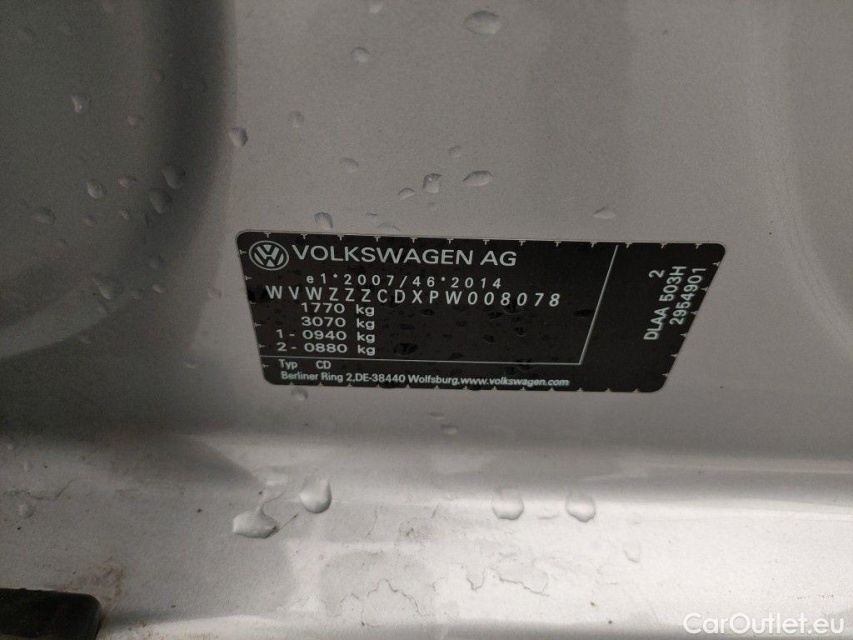 VOLKSWAGEN AG
e1*2007/46*2014
WVWZZZCDXPW008078
1770 kg
3070 kg
1 - 0940 kg
2 - 0880 kg
Typ CD
Berliner Ring 2,DE-38440 Wolfsburg,www.volkswagen.com
2
DLAA 503H
2954901
CarOutlet.eu